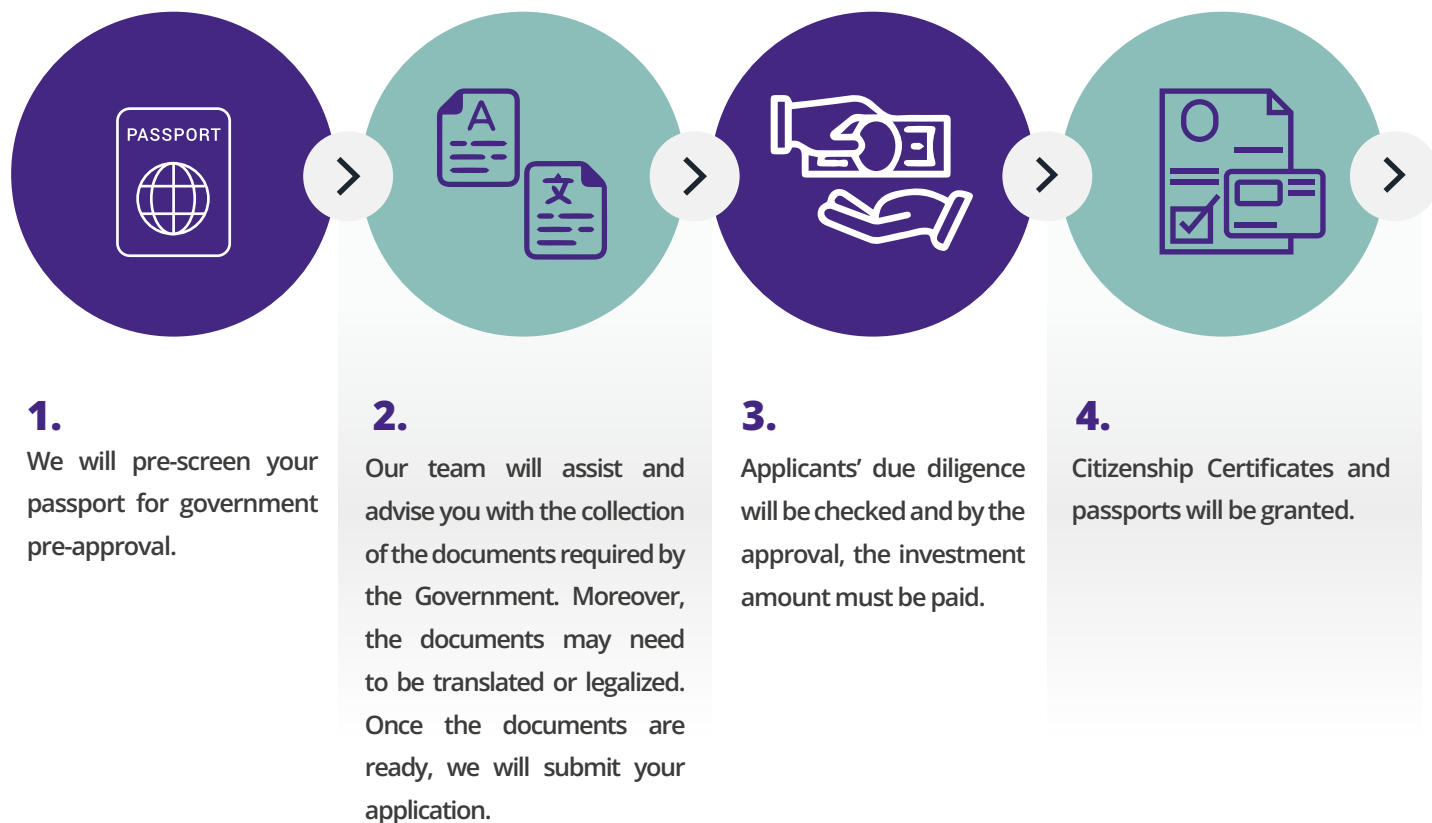 PASSPORT
A
文
1.
We will pre-screen your
passport for government
pre-approval.
2.
Our team will assist and
advise you with the collection
of the documents required by
the Government. Moreover,
the documents may need
to be translated or legalized.
Once the documents are
ready, we will submit your
application.
3.
Applicants’ due diligence
will be checked and by the
approval, the investment
amount must be paid.
4.
Citizenship Certificates and
passports will be granted.